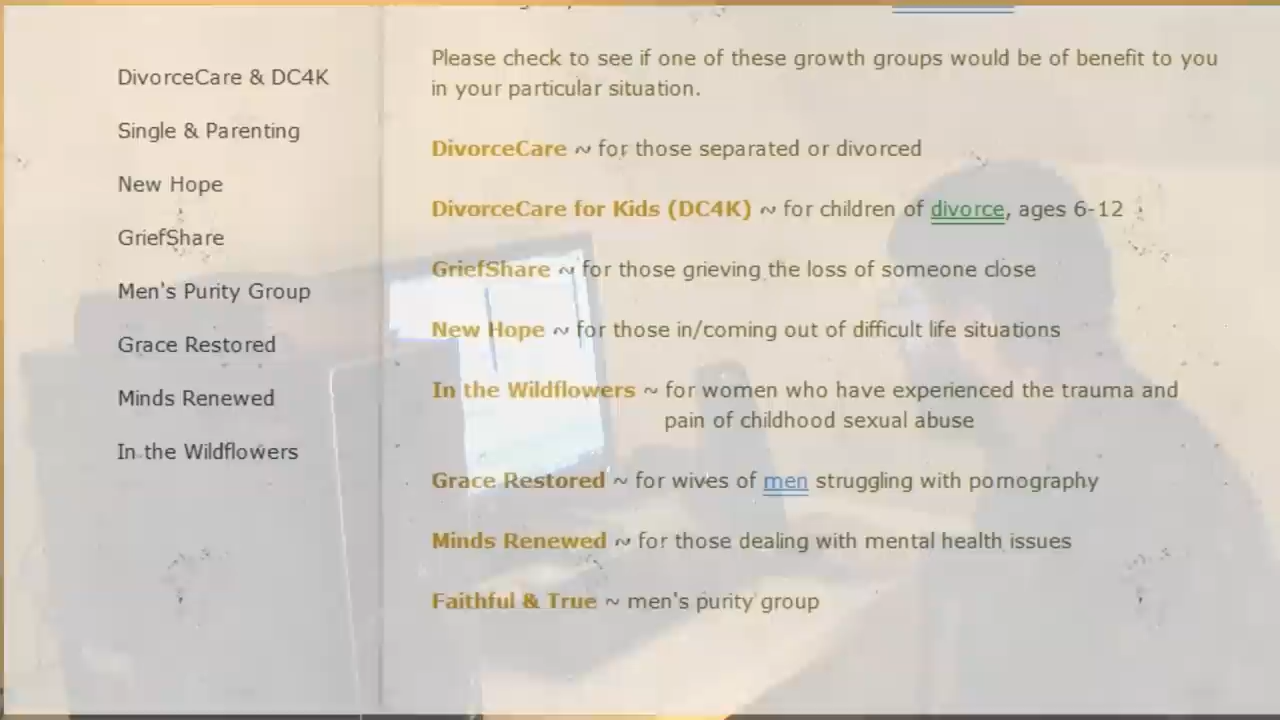 DivorceCare & DC4K
Single & Parenting
New Hope
GriefShare
Men's Purity Group
Grace Restored
Minds Renewed
In the Wildflowers
Please check to see if one of these growth groups would be of benefit to you
in your particular situation.
DivorceCare ~ for those separated or divorced
DivorceCare for Kids (DC4K) ~ for children of divorce, ages 6-12
GriefShare ~ for those grieving the loss of someone close
New Hope ~ for those in/coming out of difficult life situations
In the Wildflowers ~ for women who have experienced the trauma and
pain of childhood sexual abuse
Grace Restored ~ for wives of men struggling with pornography
Minds Renewed ~ for those dealing with mental health issues
Faithful & True ~ men's purity group